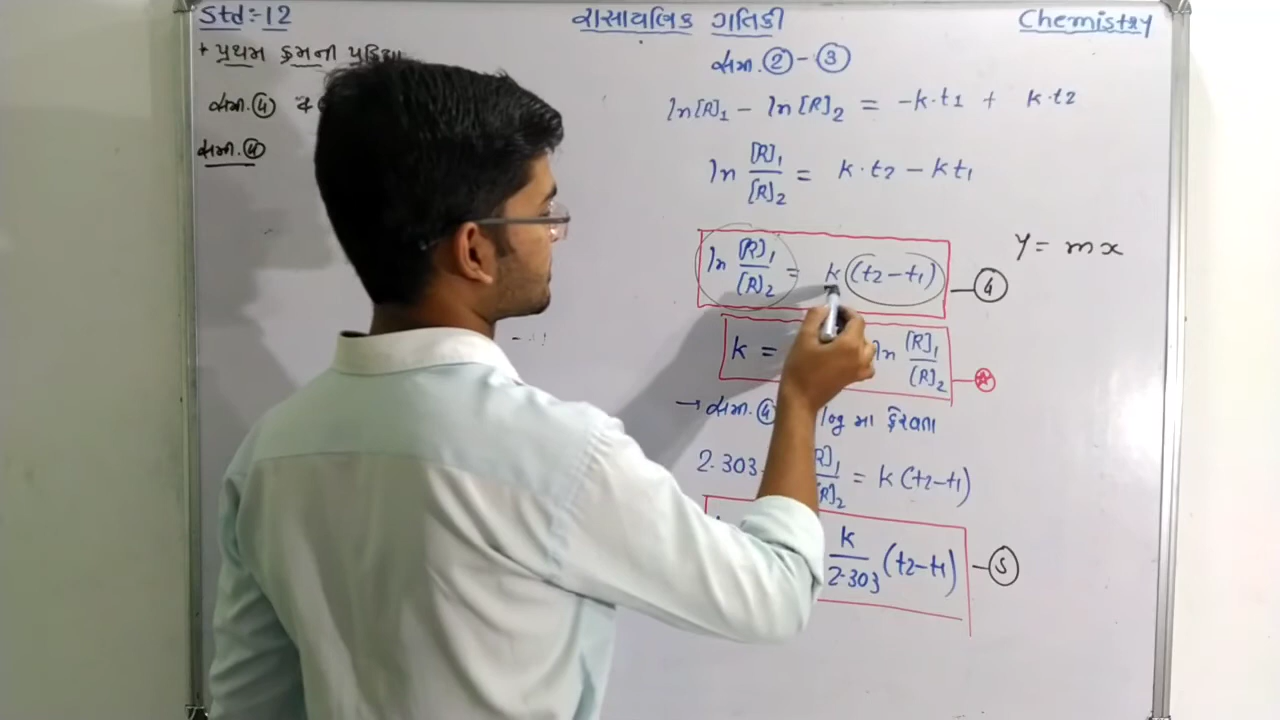 Std:-12
રાસાયણિક ગતિકી
Chemistry
+ પ્રથમ ક્રમની પ્રક્રિયા
સમી. ④
સમી. ④
સમી. ② - ③
ln[R]₁ - ln[R]₂ = -k·t₁ + k·t₂
ln [R]₁/[R]₂ = k·t₂ - kt₁
ln [R]₁/[R]₂ = k(t₂-t₁) — ④
y = mx
k = ln [R]₁/[R]₂
→ સમી. ④ log માં ફેરવતા
2.303 [R]₁/[R]₂ = k(t₂-t₁)
k/2.303 (t₂-t₁) — ⑤